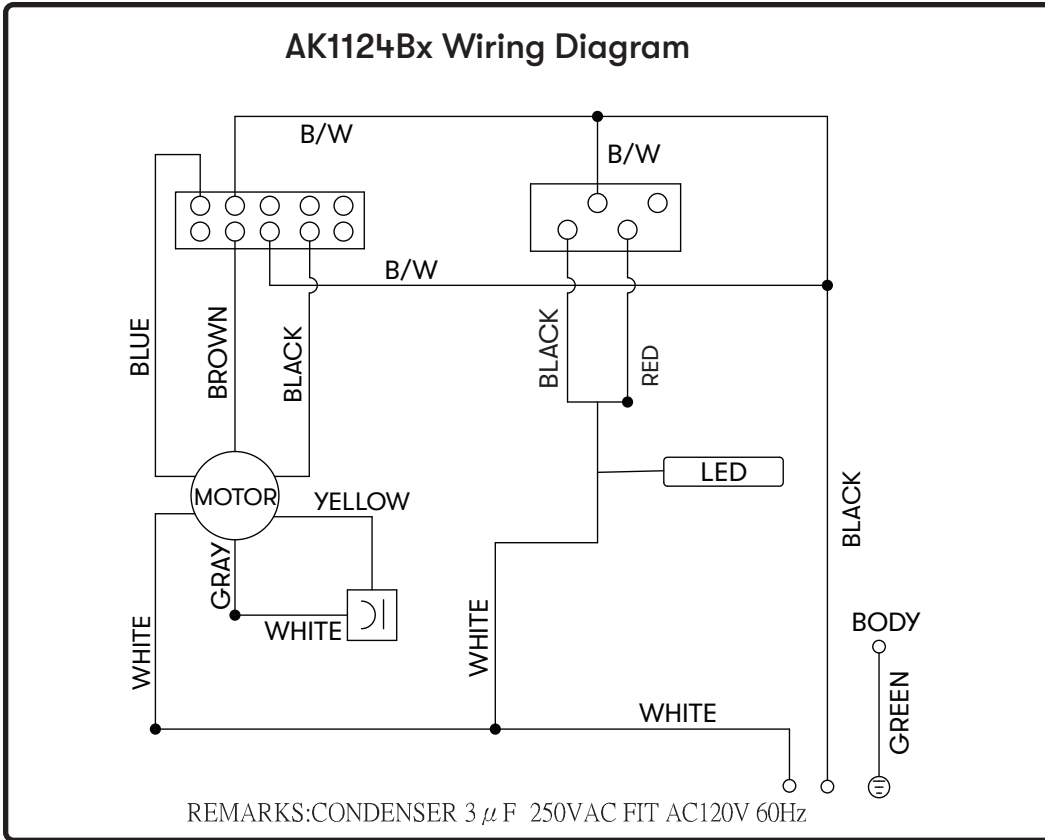 AK1124Bx Wiring Diagram
B/W
B/W
B/W
BLUE
BROWN
BLACK
BLACK
RED
LED
MOTOR
YELLOW
BLACK
GRAY
WHITE
WHITE
WHITE
WHITE
BODY
GREEN
REMARKS:CONDENSER 3 μF 250VAC FIT AC120V 60Hz